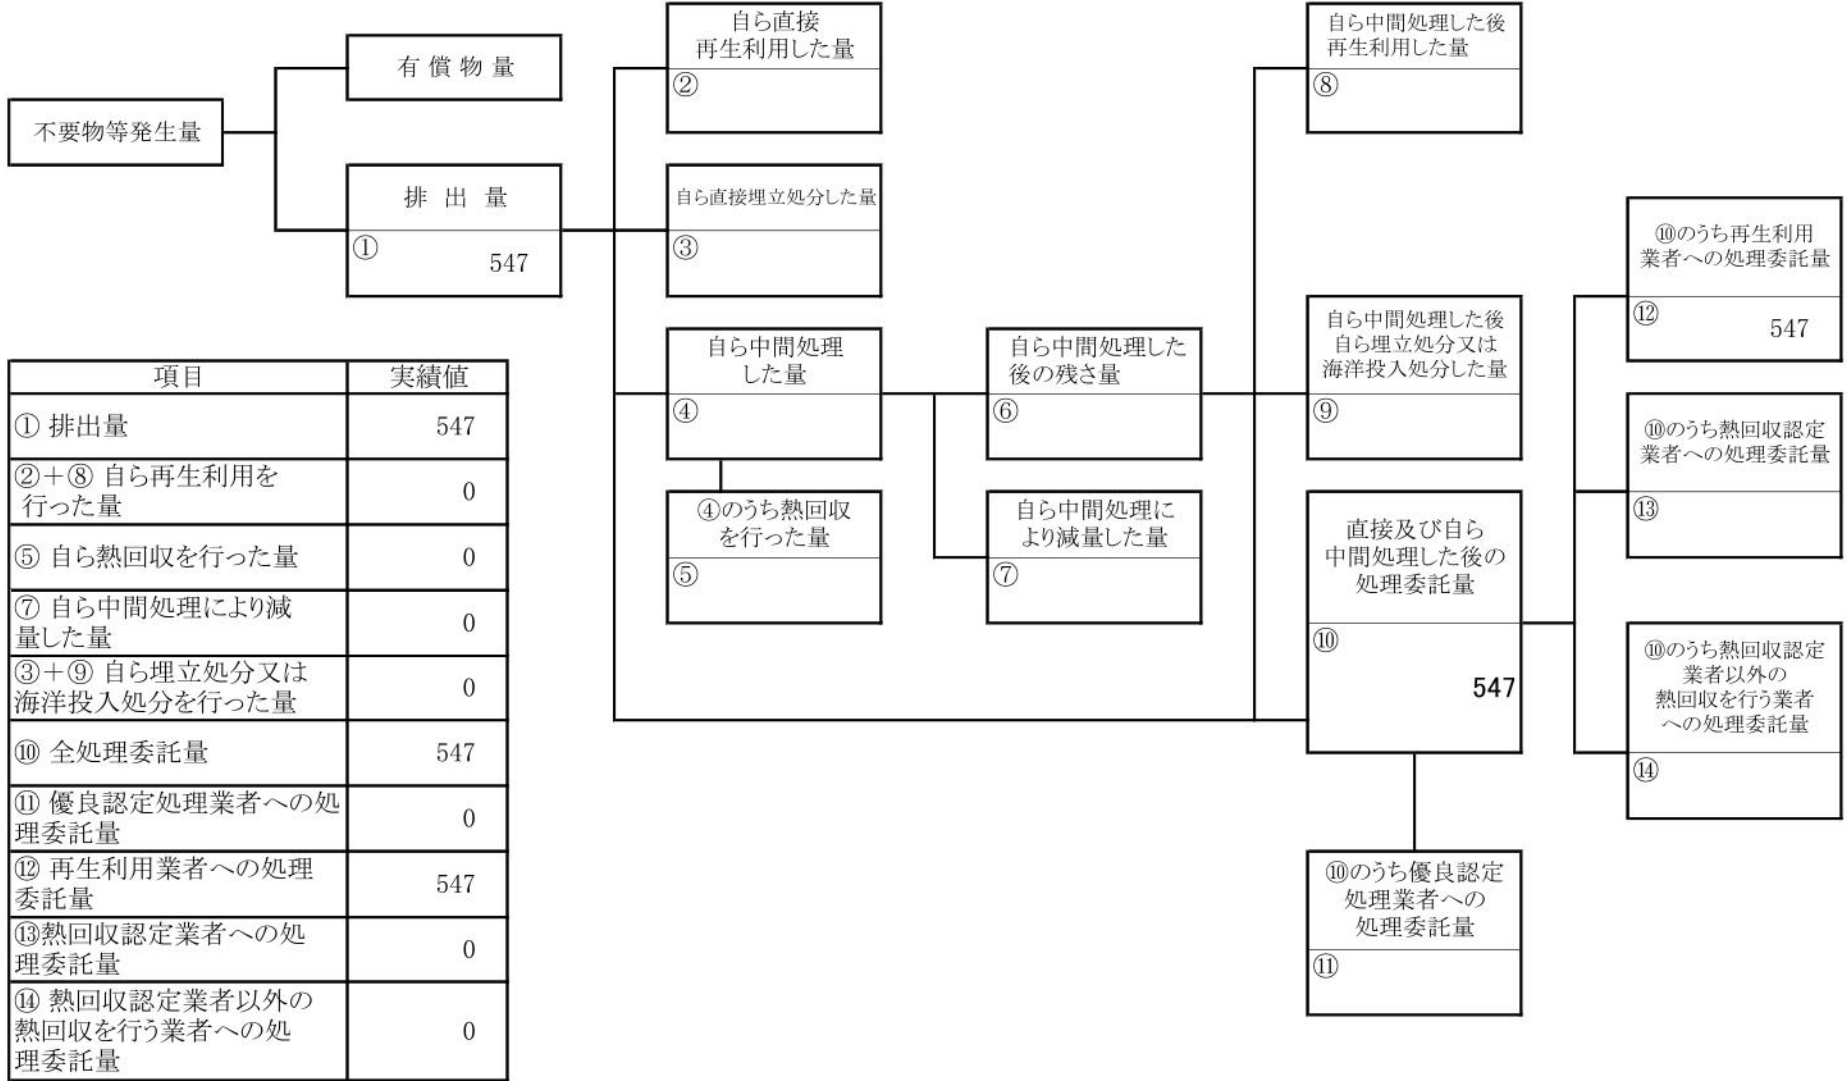 不要物等発生量
有 償 物 量
排 出 量
①
547
自ら直接
再生利用した量
②
自ら直接埋立処分した量
③
自ら中間処理
した量
④
④のうち熱回収
を行った量
⑤
自ら中間処理した
後の残さ量
⑥
自ら中間処理に
より減量した量
⑦
自ら中間処理した後
再生利用した量
⑧
自ら中間処理した後
自ら埋立処分又は
海洋投入処分した量
⑨
直接及び自ら
中間処理した後の
処理委託量
⑩
547
⑩のうち優良認定
処理業者への
処理委託量
⑪
⑩のうち再生利用
業者への処理委託量
⑫
547
⑩のうち熱回収認定
業者への処理委託量
⑬
⑩のうち熱回収認定
業者以外の
熱回収を行う業者
への処理委託量
⑭
項目 実績値
① 排出量 547
②＋⑧ 自ら再生利用を
行った量 0
⑤ 自ら熱回収を行った量 0
⑦ 自ら中間処理により減
量した量 0
③＋⑨ 自ら埋立処分又は
海洋投入処分を行った量 0
⑩ 全処理委託量 547
⑪ 優良認定処理業者への処
理委託量 0
⑫ 再生利用業者への処理
委託量 547
⑬熱回収認定業者への処
理委託量 0
⑭ 熱回収認定業者以外の
熱回収を行う業者への処
理委託量 0